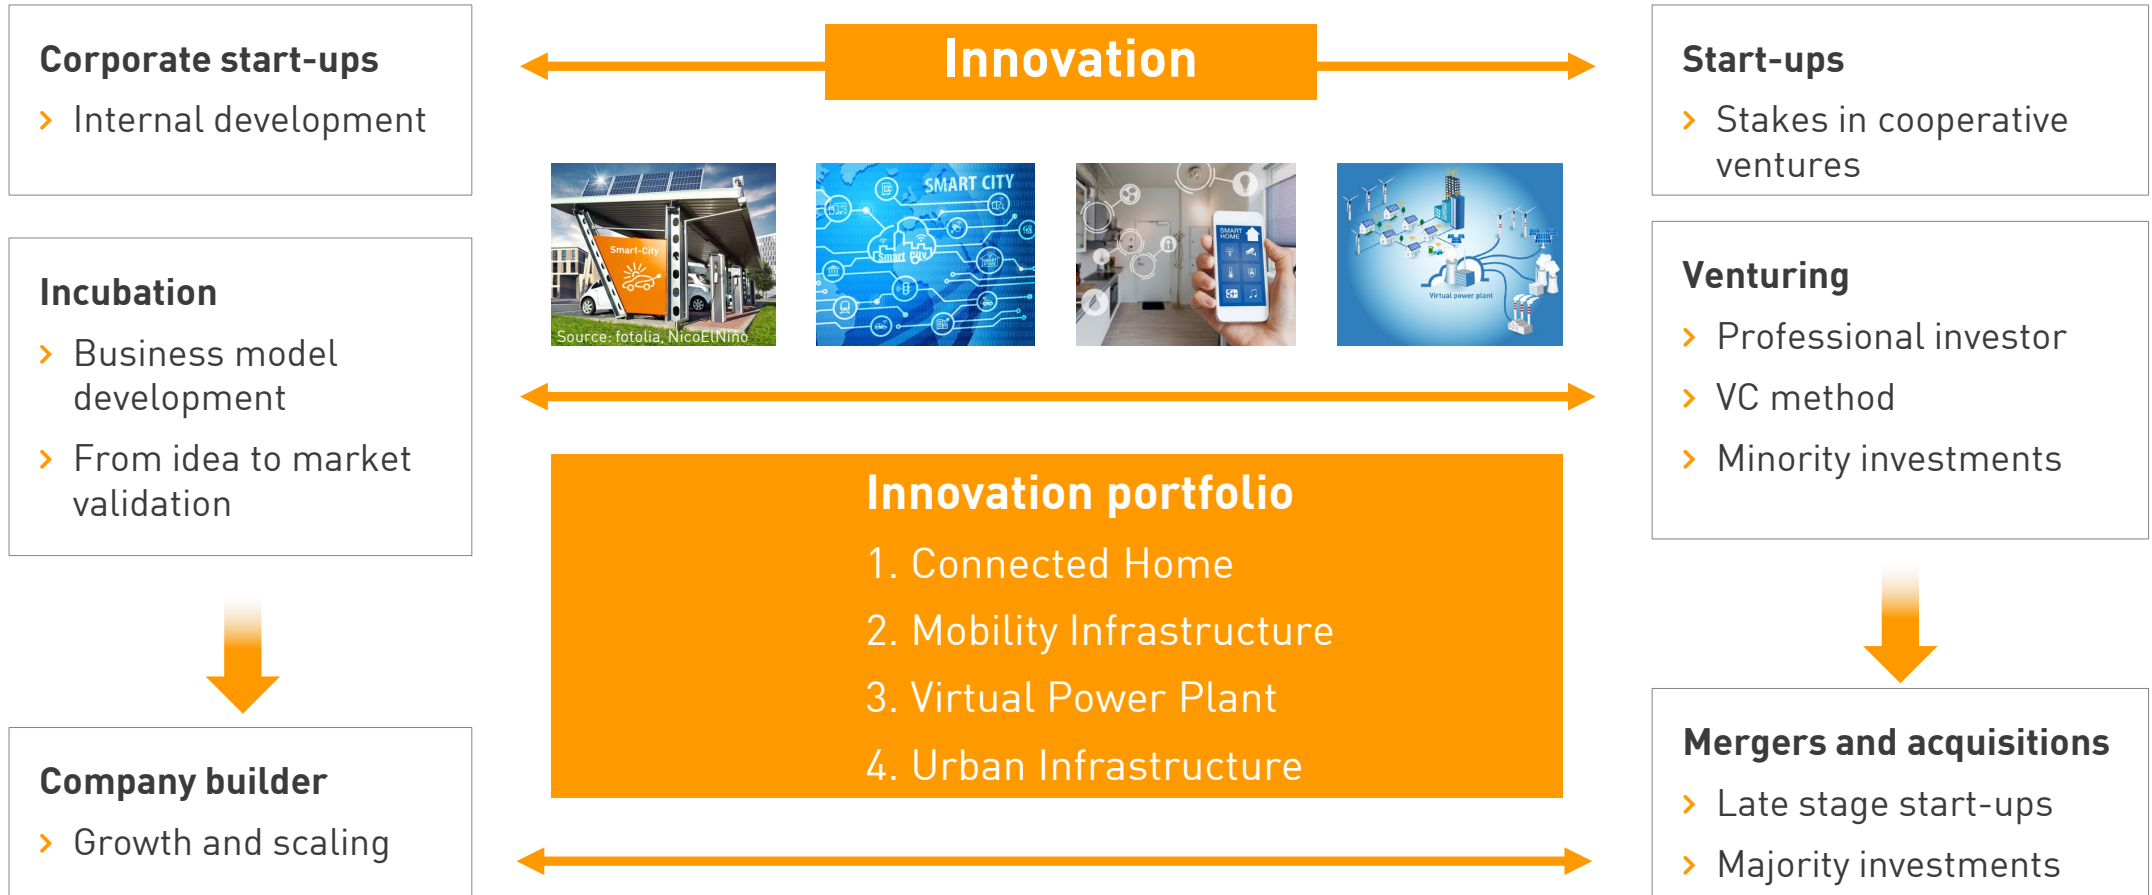 Corporate start-ups
Internal development
Incubation
Business model
development
From idea to market
validation
Company builder
Growth and scaling
Innovation
Smart-City
Source: fotolia, NicoElNino
SMART CITY
Smart City
SMART
HOME
Virtual power plant
Innovation portfolio
1. Connected Home
2. Mobility Infrastructure
3. Virtual Power Plant
4. Urban Infrastructure
Start-ups
Stakes in cooperative
ventures
Venturing
Professional investor
VC method
Minority investments
Mergers and acquisitions
Late stage start-ups
Majority investments